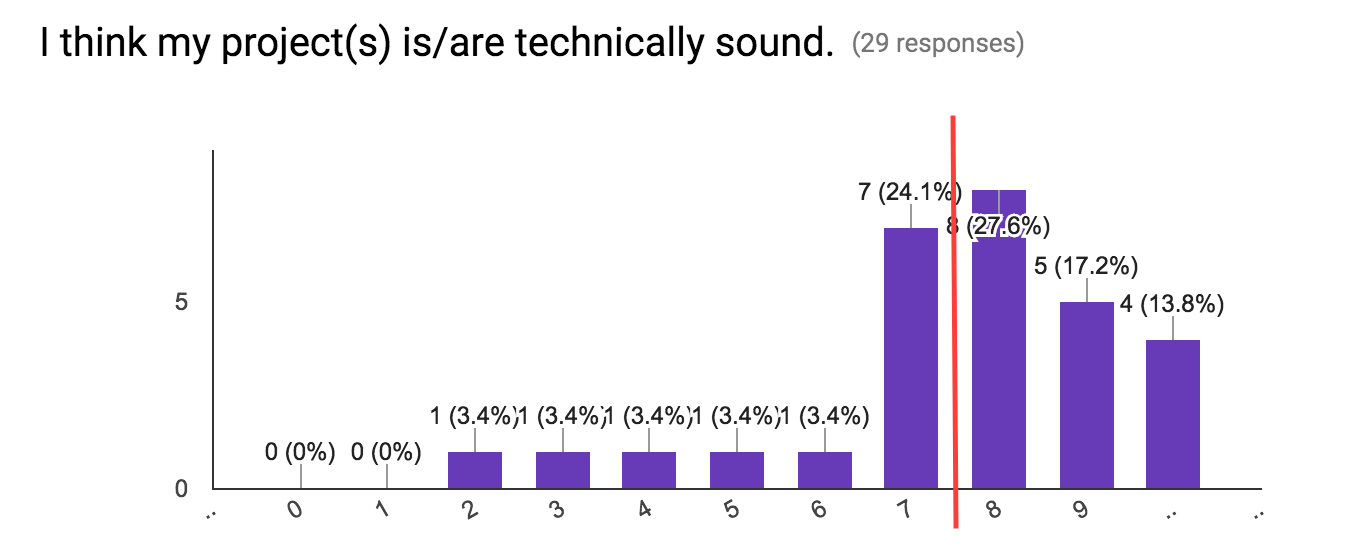 I think my project(s) is/are technically sound. (29 responses)
7 (24.1%)
8 (27.6%)
5 (17.2%)
5
4 (13.8%)
1 (3.4%) 1 (3.4%) 1 (3.4%) 1 (3.4%) 1 (3.4%)
0 (0%) 0 (0%)
0
.. 0 1 2 3 4 5 6 7 8 9 .. ..